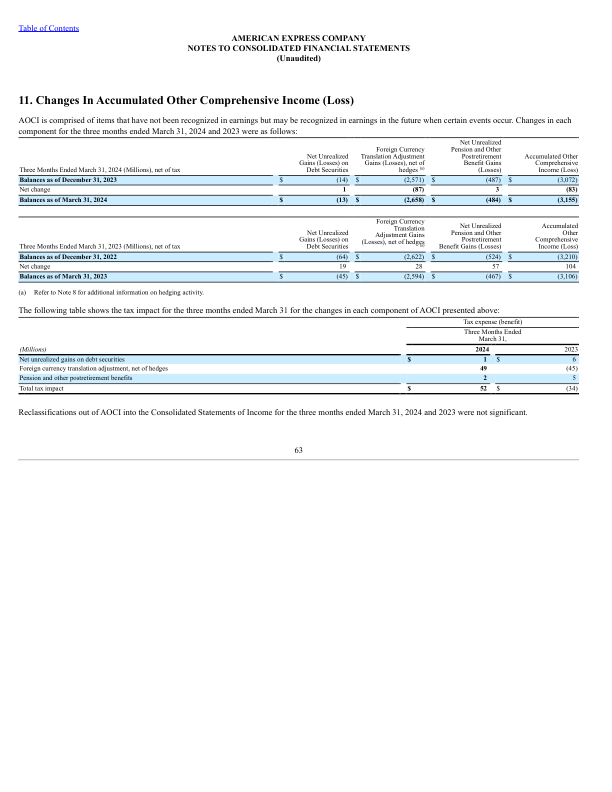 Table of Contents
AMERICAN EXPRESS COMPANY
NOTES TO CONSOLIDATED FINANCIAL STATEMENTS
(Unaudited)
11. Changes In Accumulated Other Comprehensive Income (Loss)
AOCI is comprised of items that have not been recognized in earnings but may be recognized in earnings in the future when certain events occur. Changes in each
component for the three months ended March 31, 2024 and 2023 were as follows:
Three Months Ended March 31, 2024 (Millions), net of tax Net Unrealized Gains (Losses) on Debt Securities Foreign Currency Translation Adjustment Gains (Losses), net of hedges (a) Net Unrealized Pension and Other Postretirement Benefit Gains (Losses) Accumulated Other Comprehensive Income (Loss)
Balances as of December 31, 2023 $ (14) $ (2,571) $ (487) $ (3,072)
Net change 1 (87) 3 (83)
Balances as of March 31, 2024 $ (13) $ (2,658) $ (484) $ (3,155)
Three Months Ended March 31, 2023 (Millions), net of tax Net Unrealized Gains (Losses) on Debt Securities Foreign Currency Translation Adjustment Gains (Losses), net of hedges Net Unrealized Pension and Other Postretirement Benefit Gains (Losses) Accumulated Other Comprehensive Income (Loss)
Balances as of December 31, 2022 $ (64) $ (2,622) $ (524) $ (3,210)
Net change 19 28 57 104
Balances as of March 31, 2023 $ (45) $ (2,594) $ (467) $ (3,106)
(a) Refer to Note 8 for additional information on hedging activity.
The following table shows the tax impact for the three months ended March 31 for the changes in each component of AOCI presented above:
Tax expense (benefit)
Three Months Ended
March 31,
(Millions) 2024 2023
Net unrealized gains on debt securities $ 1 $ 6
Foreign currency translation adjustment, net of hedges 49 (45)
Pension and other postretirement benefits 2 5
Total tax impact $ 52 $ (34)
Reclassifications out of AOCI into the Consolidated Statements of Income for the three months ended March 31, 2024 and 2023 were not significant.
63